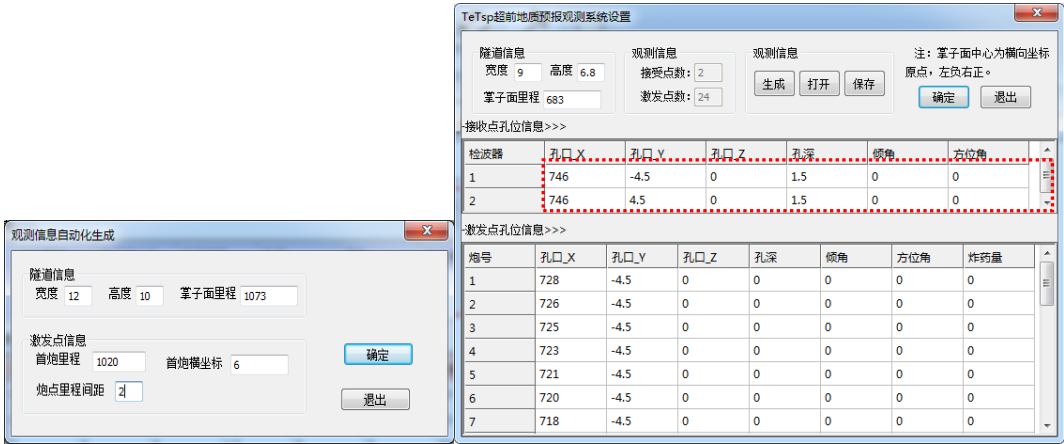 观测信息自动化生成
隧道信息
宽度 12 高度 10 掌子面里程 1073
激发点信息
首炮里程 1020 首炮横坐标 6
炮点里程间距 2
确定
退出
TeTsp超前地质预报观测系统设置
隧道信息
宽度 9 高度 6.8
掌子面里程 683
观测信息
接受点数: 2
激发点数: 24
观测信息
生成 打开 保存
注：掌子面中心为横向坐标
原点，左负右正。
确定 退出
-接收点孔位信息>>>
检波器 孔口_X 孔口_Y 孔口_Z 孔深 倾角 方位角
1 746 -4.5 0 1.5 0 0
2 746 4.5 0 1.5 0 0
-激发点孔位信息>>>
炮号 孔口_X 孔口_Y 孔口_Z 孔深 倾角 方位角 炸药量
1 728 -4.5 0 0 0 0 0
2 726 -4.5 0 0 0 0 0
3 725 -4.5 0 0 0 0 0
4 723 -4.5 0 0 0 0 0
5 721 -4.5 0 0 0 0 0
6 720 -4.5 0 0 0 0 0
7 718 -4.5 0 0 0 0 0